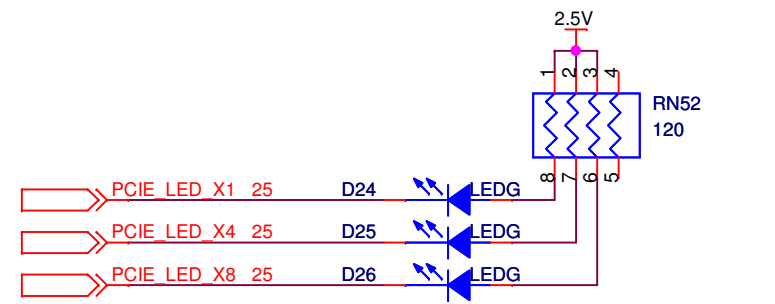 2.5V
1 2 3 4
RN52
120
8 7 6 5
PCIE_LED_X1 25 D24 LEDG
PCIE_LED_X4 25 D25 LEDG
PCIE_LED_X8 25 D26 LEDG